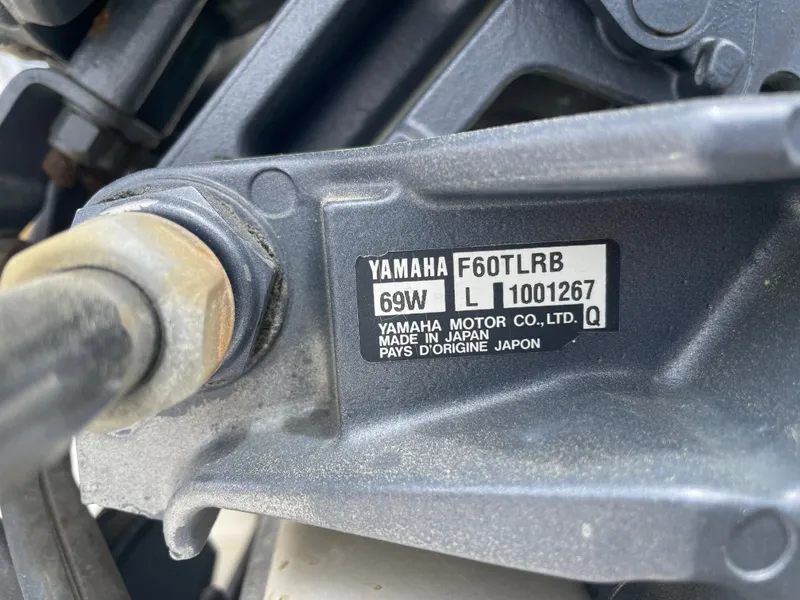 YAMAHA F60TLRB
69W L 1001267
YAMAHA MOTOR CO., LTD. Q
MADE IN JAPAN
PAYS D'ORIGINE JAPON